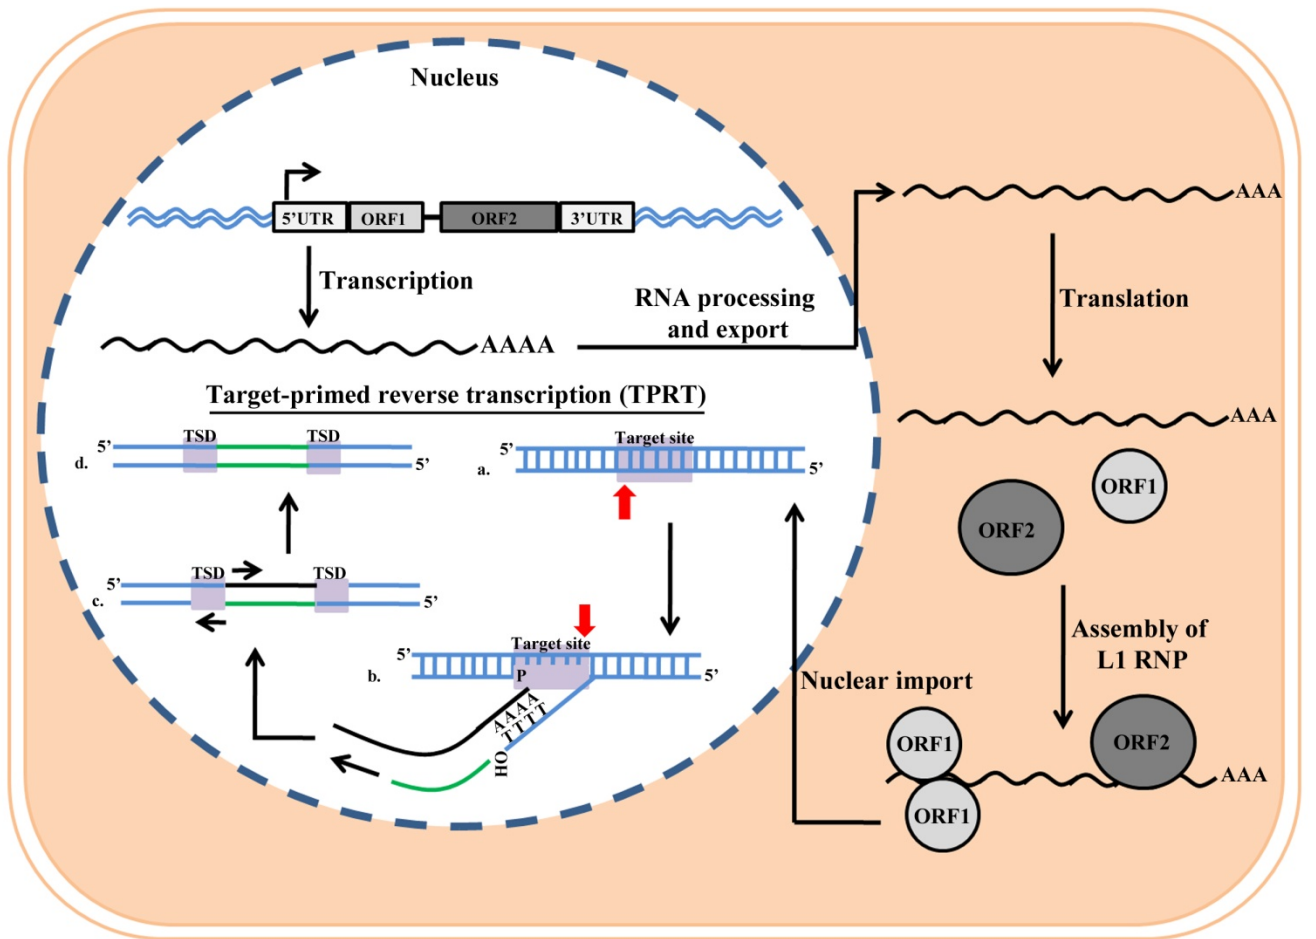 Nucleus
5’UTR
ORF1
ORF2
3’UTR
Transcription
AAAA
RNA processing
and export
AAA
Translation
AAA
ORF1
ORF2
Assembly of
L1 RNP
ORF1
ORF2
ORF1
AAA
Nuclear import
Target-primed reverse transcription (TPRT)
a.
5’
Target site
5’
b.
5’
Target site
P
5’
AAAA
TTTT
HO
c.
5’
TSD
TSD
5’
d.
5’
TSD
TSD
5’